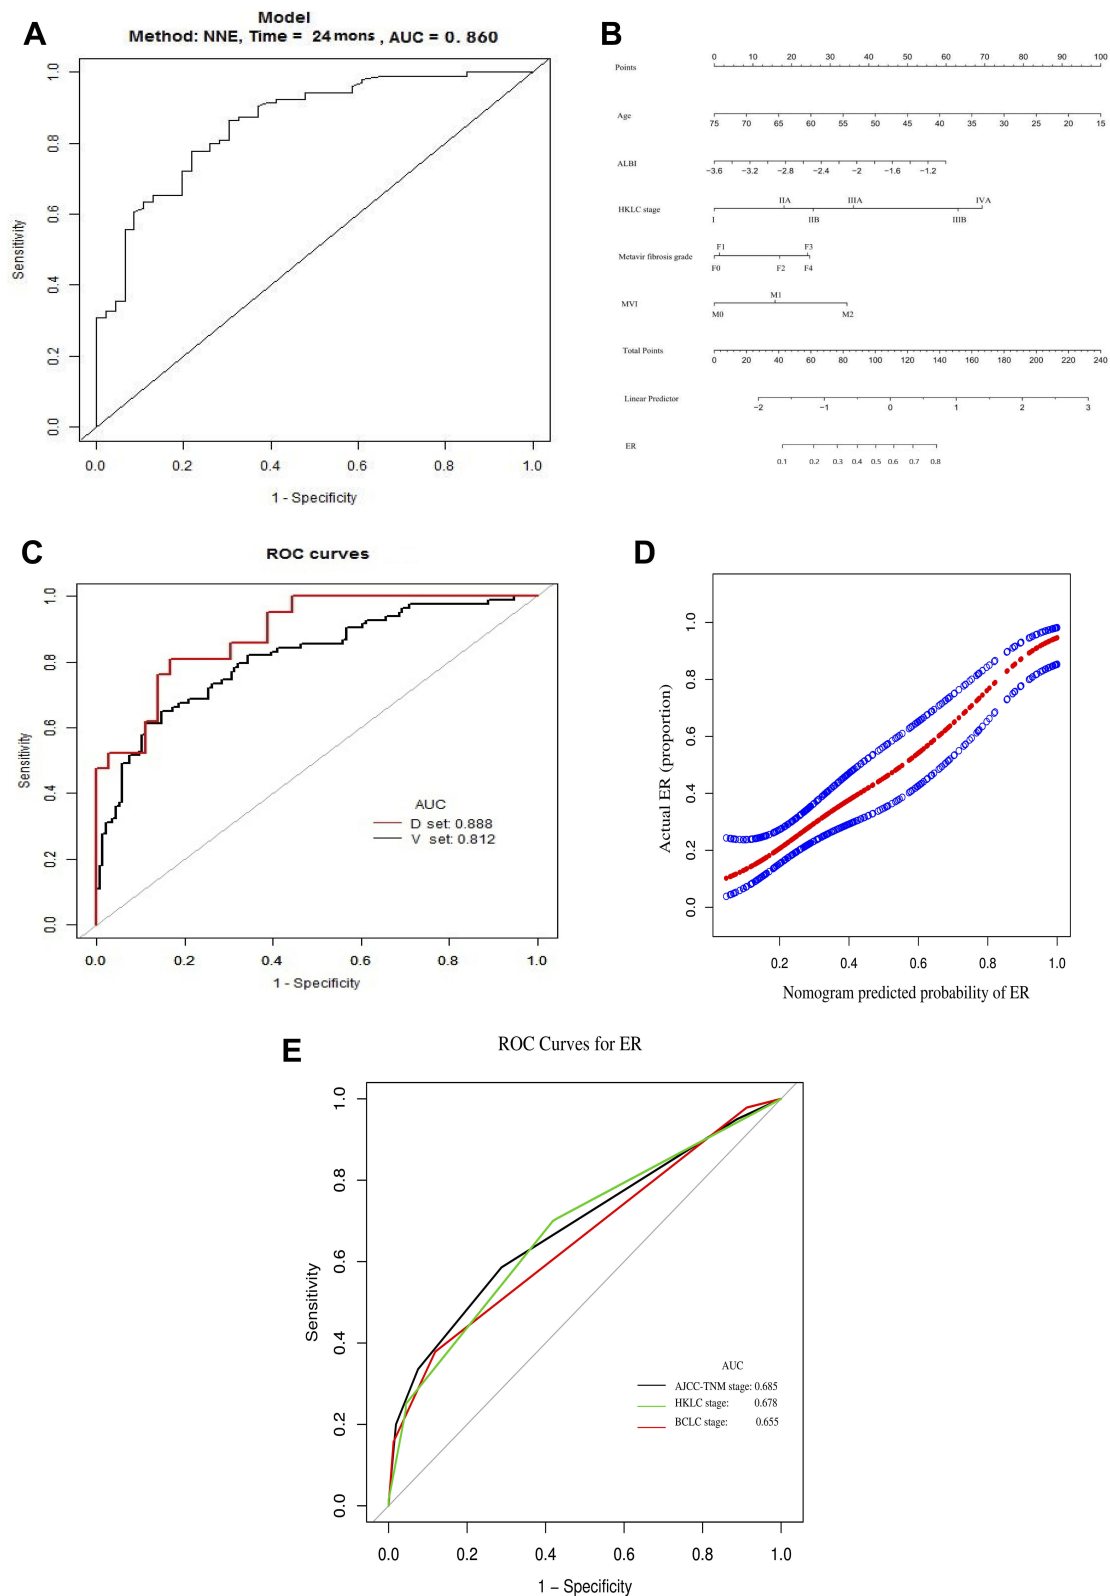 A
Model
Method: NNE, Time = 24 mons , AUC = 0. 860
Sensitivity
0.0 0.2 0.4 0.6 0.8 1.0
0.0 0.2 0.4 0.6 0.8 1.0
1 - Specificity
B
Points
0 10 20 30 40 50 60 70 80 90 100
Age
75 70 65 60 55 50 45 40 35 30 25 20 15
ALBI
−3.6 −3.2 −2.8 −2.4 −2 −1.6 −1.2
HKLC stage
IIA IIIA IVA
I IIB IIIB
Metavir fibrosis grade
F1 F3
F0 F2 F4
MVI
M1
M0 M2
Total Points
0 20 40 60 80 100 120 140 160 180 200 220 240
Linear Predictor
−2 −1 0 1 2 3
ER
0.1 0.2 0.3 0.4 0.5 0.6 0.7 0.8
C
ROC curves
Sensitivity
0.0 0.2 0.4 0.6 0.8 1.0
AUC
D set: 0.888
V set: 0.812
0.0 0.2 0.4 0.6 0.8 1.0
1 - Specificity
D
Actual ER (proportion)
0.0 0.2 0.4 0.6 0.8 1.0
0.2 0.4 0.6 0.8 1.0
Nomogram predicted probability of ER
E
ROC Curves for ER
Sensitivity
0.0 0.2 0.4 0.6 0.8 1.0
AUC
AJCC-TNM stage: 0.685
HKLC stage: 0.678
BCLC stage: 0.655
0.0 0.2 0.4 0.6 0.8 1.0
1 − Specificity